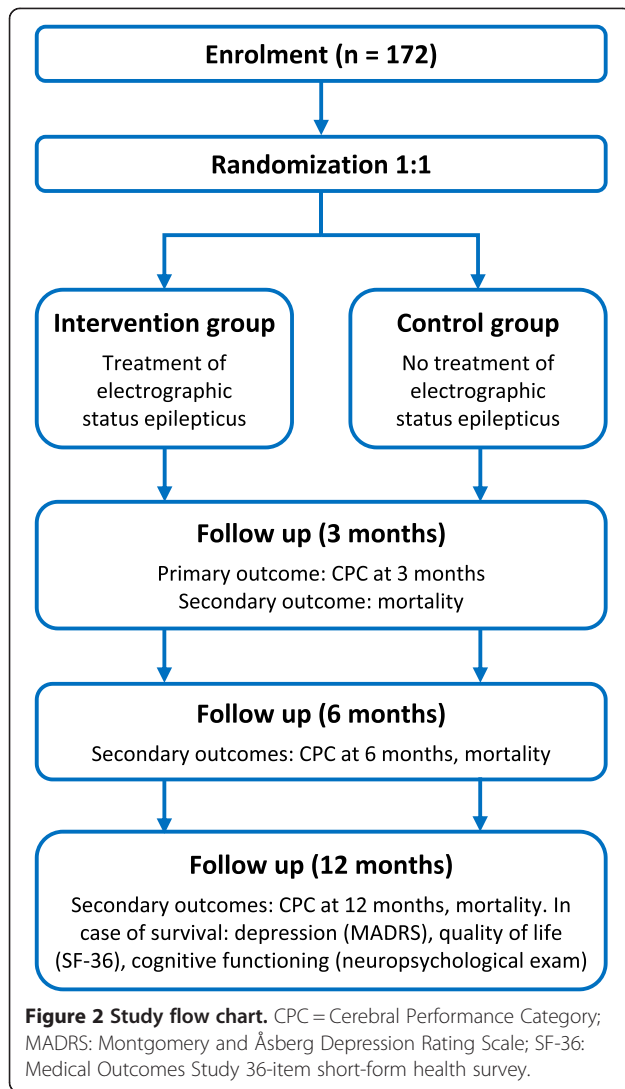 Enrolment (n = 172)
Randomization 1:1
Intervention group
Treatment of
electrographic
status epilepticus
Control group
No treatment of
electrographic
status epilepticus
Follow up (3 months)
Primary outcome: CPC at 3 months
Secondary outcome: mortality
Follow up (6 months)
Secondary outcomes: CPC at 6 months, mortality
Follow up (12 months)
Secondary outcomes: CPC at 12 months, mortality. In
case of survival: depression (MADRS), quality of life
(SF-36), cognitive functioning (neuropsychological exam)
Figure 2 Study flow chart. CPC = Cerebral Performance Category;
MADRS: Montgomery and Åsberg Depression Rating Scale; SF-36:
Medical Outcomes Study 36-item short-form health survey.